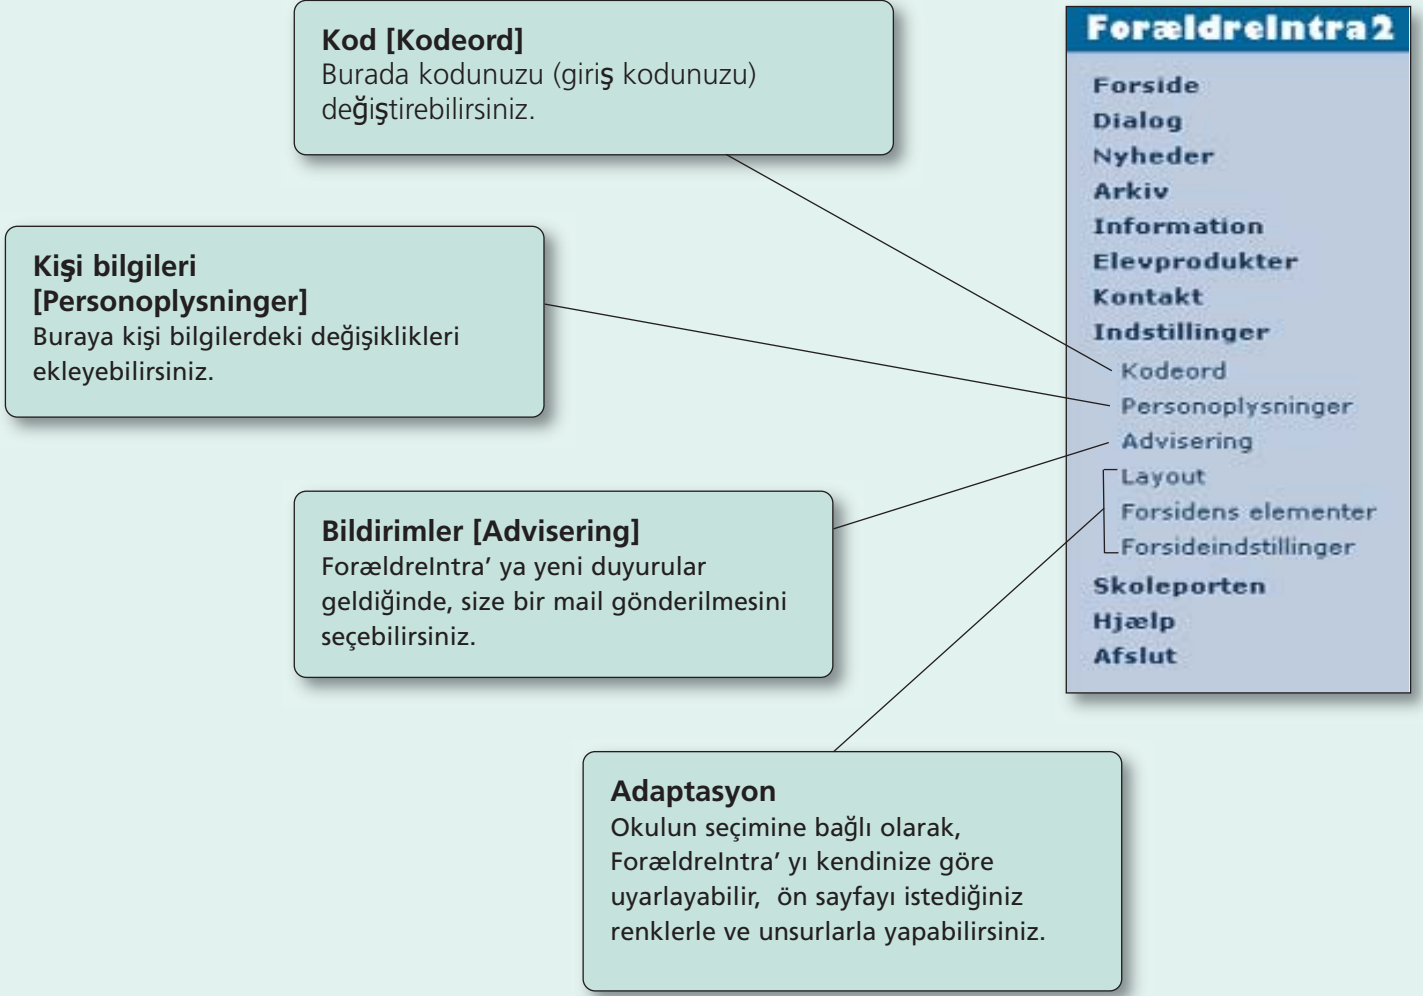 Kod [Kodeord]
Burada kodunuzu (giriş kodunuzu)
değiştirebilirsiniz.
Kişi bilgileri
[Personoplysninger]
Buraya kişi bilgilerdeki değişiklikleri
ekleyebilirsiniz.
Bildirimler [Advisering]
ForældreIntra’ ya yeni duyurular
geldiğinde, size bir mail gönderilmesini
seçebilirsiniz.
Adaptasyon
Okulun seçimine bağlı olarak,
ForældreIntra’ yı kendinize göre
uyarlayabilir, ön sayfayı istediğiniz
renklerle ve unsurlarla yapabilirsiniz.
ForældreIntra2
Forside
Dialog
Nyheder
Arkiv
Information
Elevprodukter
Kontakt
Indstillinger
Kodeord
Personoplysninger
Advisering
Layout
Forsidens elementer
Forsideindstillinger
Skoleporten
Hjælp
Afslut